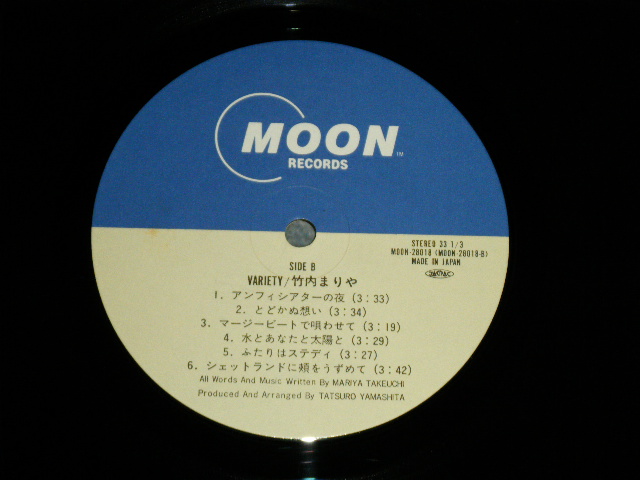 MOON
RECORDS
TM
STEREO 33 1/3
MOON-28018 (MOON-28018-B)
MADE IN JAPAN
SIDE B
VARIETY/竹内まりや
1. アンフィシアターの夜 (3:33)
2. とどかぬ想い (3:34)
3. マージービートで唄わせて (3:19)
4. 水とあなたと太陽と (3:29)
5. ふたりはステディ (3:27)
6. シェットランドに頬をうずめて (3:42)
All Words And Music Written By MARIYA TAKEUCHI
Produced And Arranged By TATSURO YAMASHITA